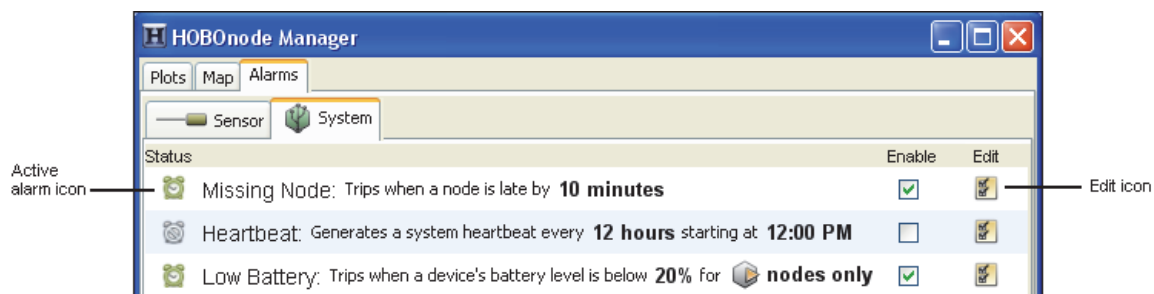 HOBOnode Manager
Plots Map Alarms
Sensor System
Status Enable Edit
Active
alarm icon
Missing Node: Trips when a node is late by 10 minutes
Edit icon
Heartbeat: Generates a system heartbeat every 12 hours starting at 12:00 PM
Low Battery: Trips when a device's battery level is below 20% for nodes only